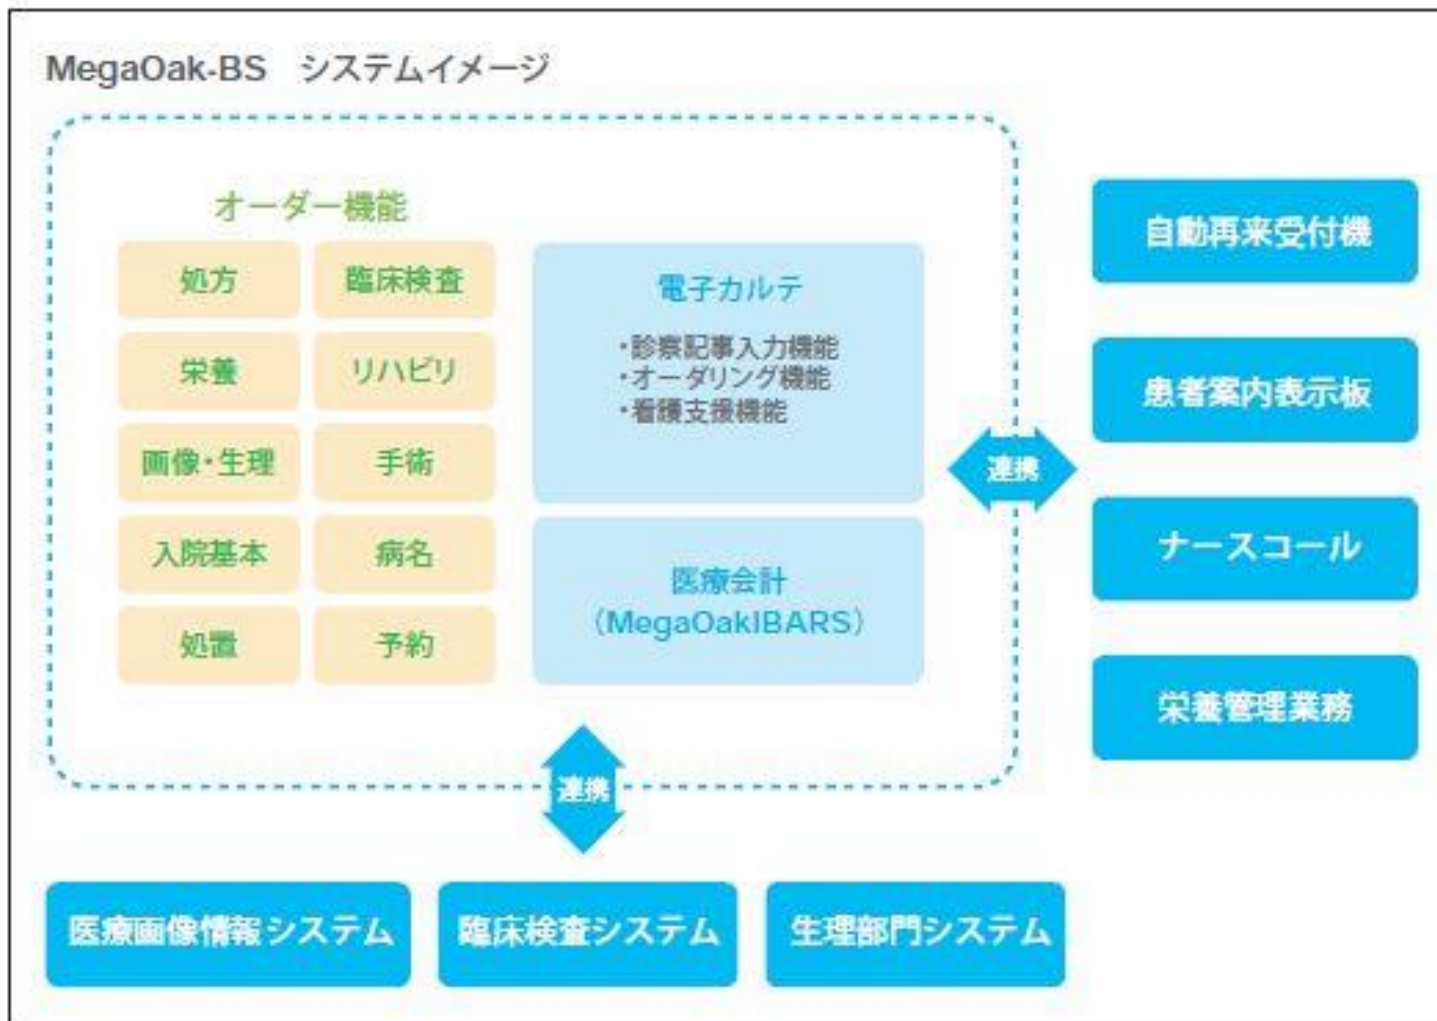 MegaOak-BS　システムイメージ
オーダー機能
処方
臨床検査
栄養
リハビリ
画像・生理
手術
入院基本
病名
処置
予約
電子カルテ
・診察記事入力機能
・オーダリング機能
・看護支援機能
医療会計
（MegaOakIBARS）
連携
自動再来受付機
患者案内表示板
ナースコール
栄養管理業務
連携
医療画像情報システム
臨床検査システム
生理部門システム